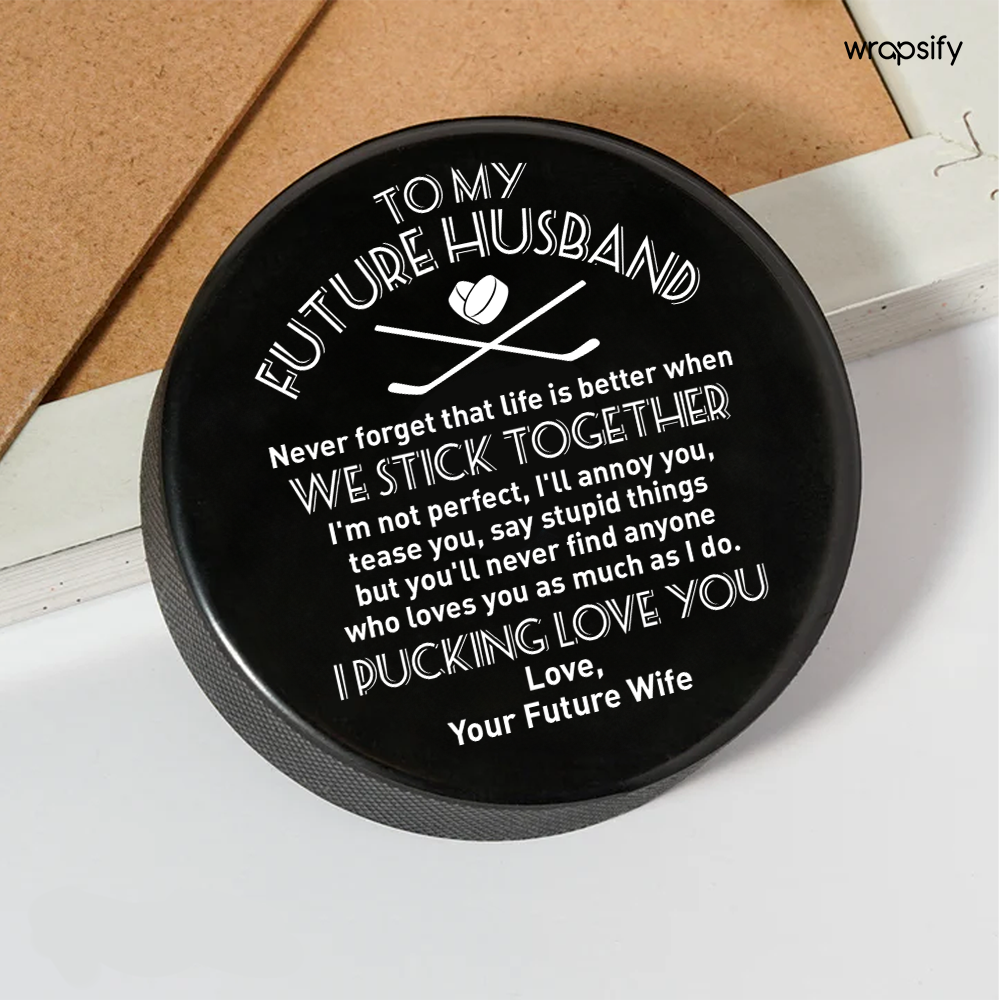 wrapsify
TO MY
FUTURE HUSBAND
Never forget that life is better when
WE STICK TOGETHER
I'm not perfect, I'll annoy you,
tease you, say stupid things
but you'll never find anyone
who loves you as much as I do.
I PUCKING LOVE YOU
Love,
Your Future Wife